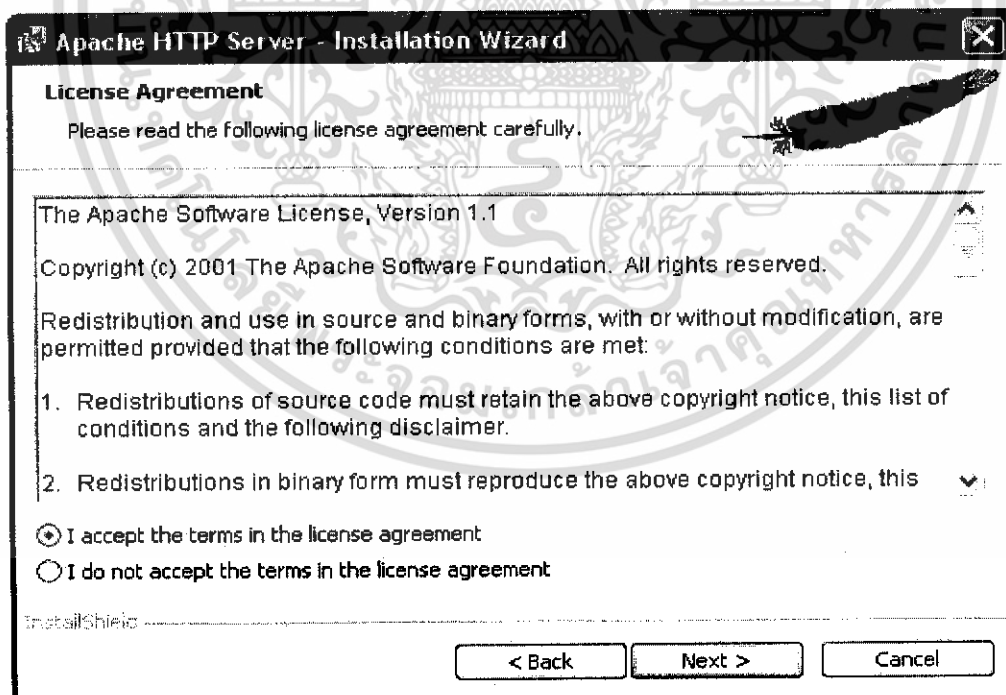 Apache HTTP Server - Installation Wizard
License Agreement
Please read the following license agreement carefully.
The Apache Software License, Version 1.1
Copyright (c) 2001 The Apache Software Foundation. All rights reserved.
Redistribution and use in source and binary forms, with or without modification, are
permitted provided that the following conditions are met:
1. Redistributions of source code must retain the above copyright notice, this list of
conditions and the following disclaimer.
2. Redistributions in binary form must reproduce the above copyright notice, this
I accept the terms in the license agreement
I do not accept the terms in the license agreement
InstallShield
< Back
Next >
Cancel